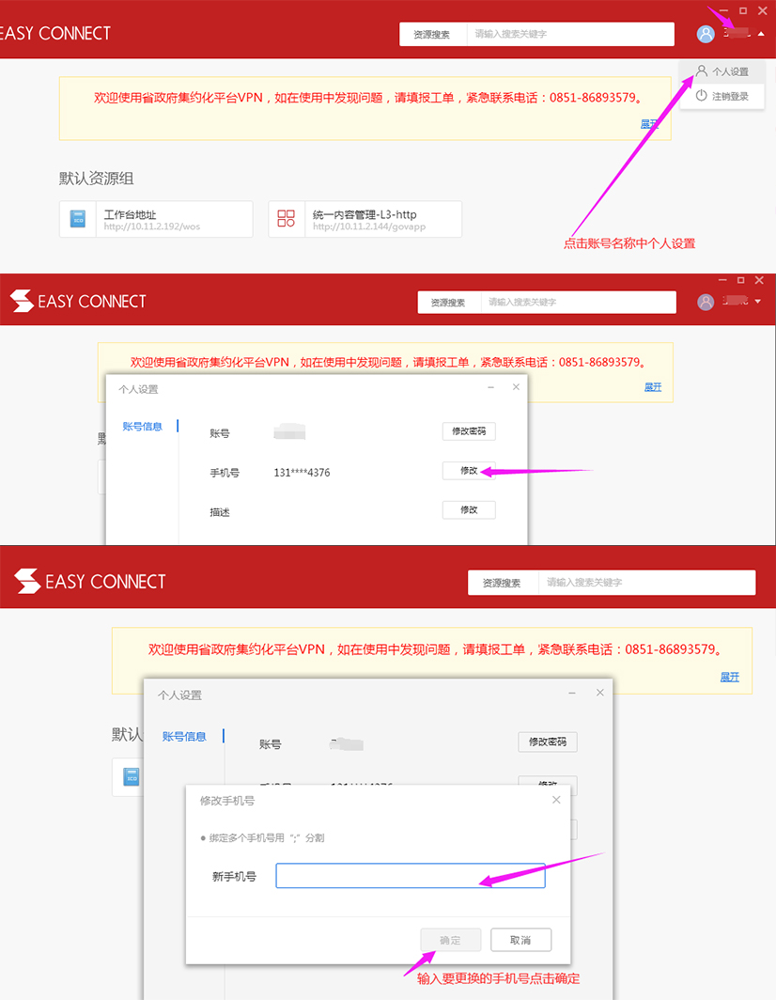 EASY CONNECT
资源搜索 请输入搜索关键字
个人设置
注销登录
欢迎使用省政府集约化平台VPN，如在使用中发现问题，请填报工单，紧急联系电话：0851-86893579。
展开
默认资源组
工作台地址
http://10.11.2.192/wos
统一内容管理-L3-http
http://10.11.2.144/govapp
点击账号名称中个人设置
EASY CONNECT
资源搜索 请输入搜索关键字
欢迎使用省政府集约化平台VPN，如在使用中发现问题，请填报工单，紧急联系电话：0851-86893579。
展开
个人设置
账号信息
账号 修改密码
手机号 131****4376 修改
描述 修改
EASY CONNECT
资源搜索 请输入搜索关键字
欢迎使用省政府集约化平台VPN，如在使用中发现问题，请填报工单，紧急联系电话：0851-86893579。
展开
个人设置
默认
账号信息
账号 修改密码
修改手机号
● 绑定多个手机号用 “;” 分割
新手机号
确定 取消
输入要更换的手机号点击确定